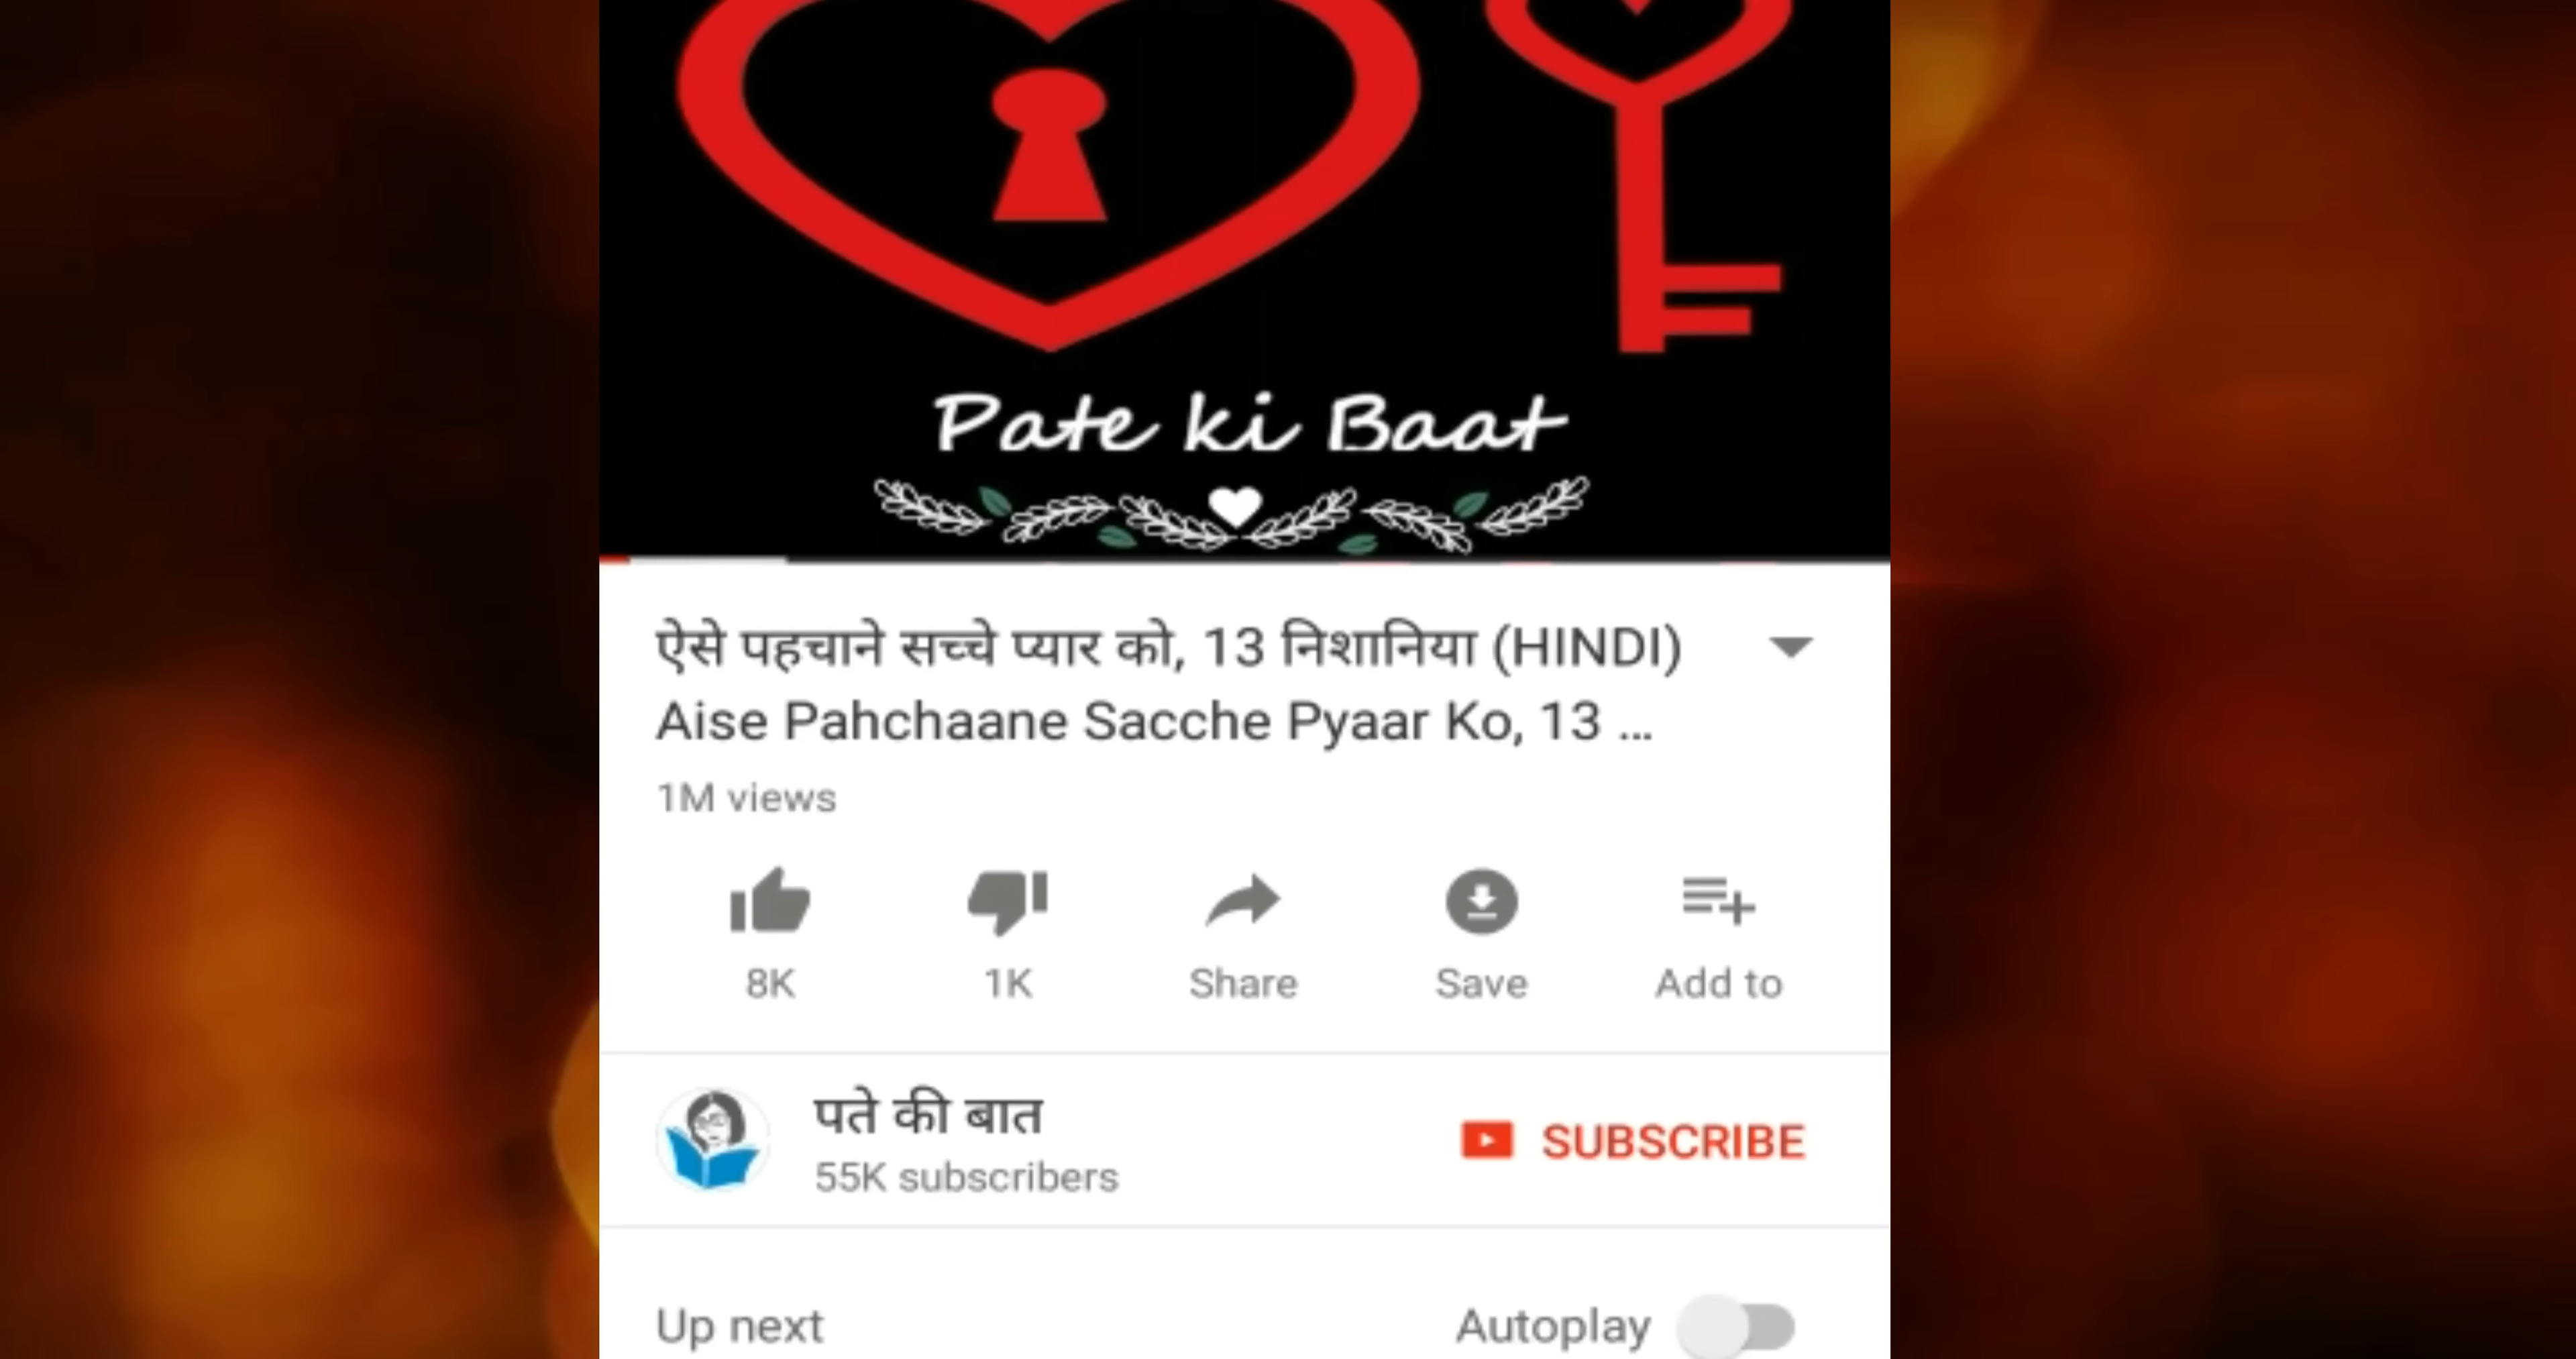 Pate ki Baat
ऐसे पहचाने सच्चे प्यार को, 13 निशानिया (HINDI)
Aise Pahchaane Sacche Pyaar Ko, 13 ...
1M views
8K 1K Share Save Add to
पते की बात
SUBSCRIBE
55K subscribers
Up next Autoplay